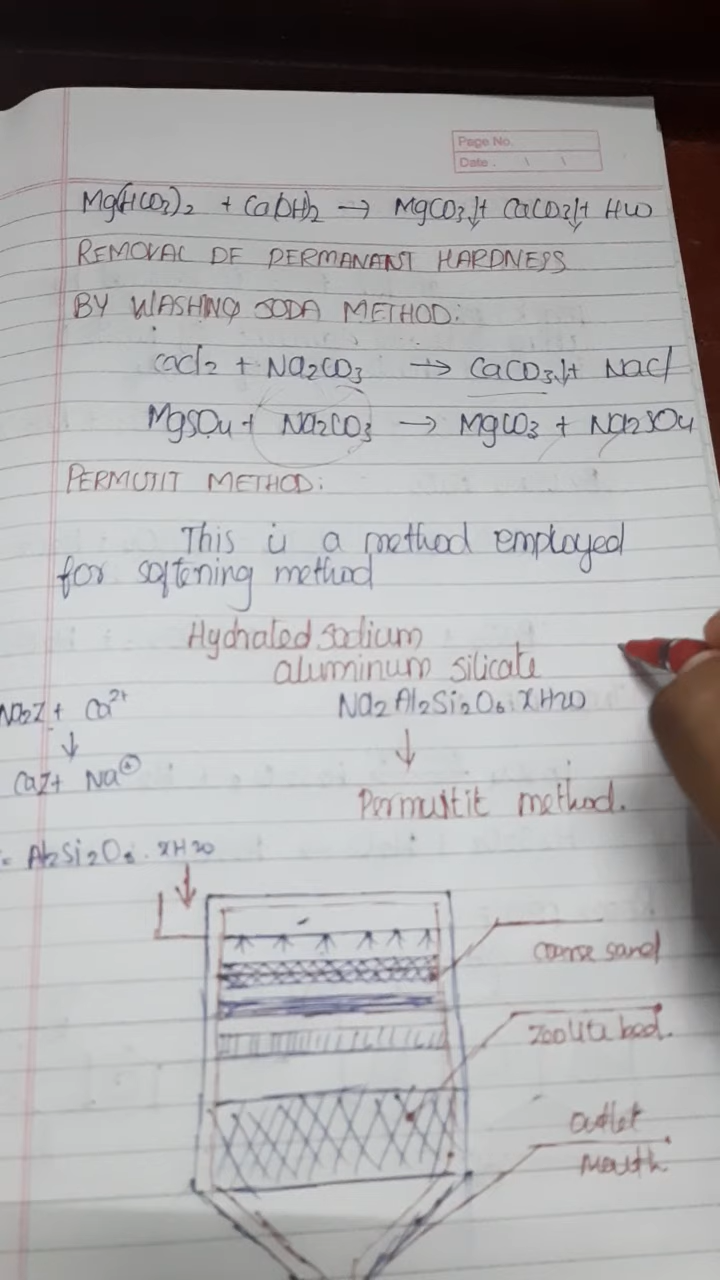 Page No.
Date . \ \
Mg(HCO3)2 + Ca(OH)2 → MgCO3↓+ CaCO3↓+ H2O
REMOVAL OF PERMANANT HARDNESS
BY WASHING SODA METHOD:
CaCl2 + Na2CO3 → CaCO3↓+ NaCl
MgSO4 + Na2CO3 → MgCO3 + Na2SO4
PERMUTIT METHOD:
This is a method employed
for softening method
Hydrated sodium
aluminum silicate
Na2Z + Ca2+
Na2Al2Si2O6.XH2O
↓
CaZ + Na⊕
↓
Permuttit method.
= Al2Si2O6.XH2O
coarse sand
zoolite bed.
outlet
mouth.